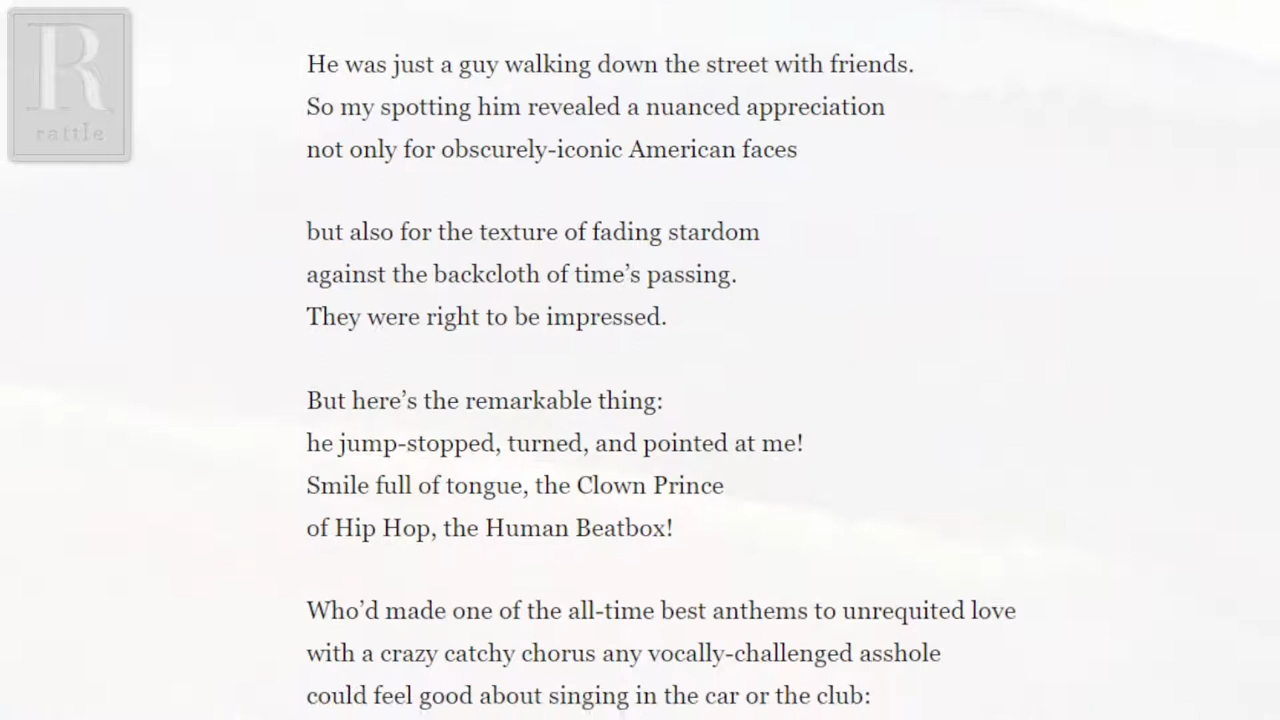 R
rattle
He was just a guy walking down the street with friends.
So my spotting him revealed a nuanced appreciation
not only for obscurely-iconic American faces
but also for the texture of fading stardom
against the backcloth of time’s passing.
They were right to be impressed.
But here’s the remarkable thing:
he jump-stopped, turned, and pointed at me!
Smile full of tongue, the Clown Prince
of Hip Hop, the Human Beatbox!
Who’d made one of the all-time best anthems to unrequited love
with a crazy catchy chorus any vocally-challenged asshole
could feel good about singing in the car or the club: